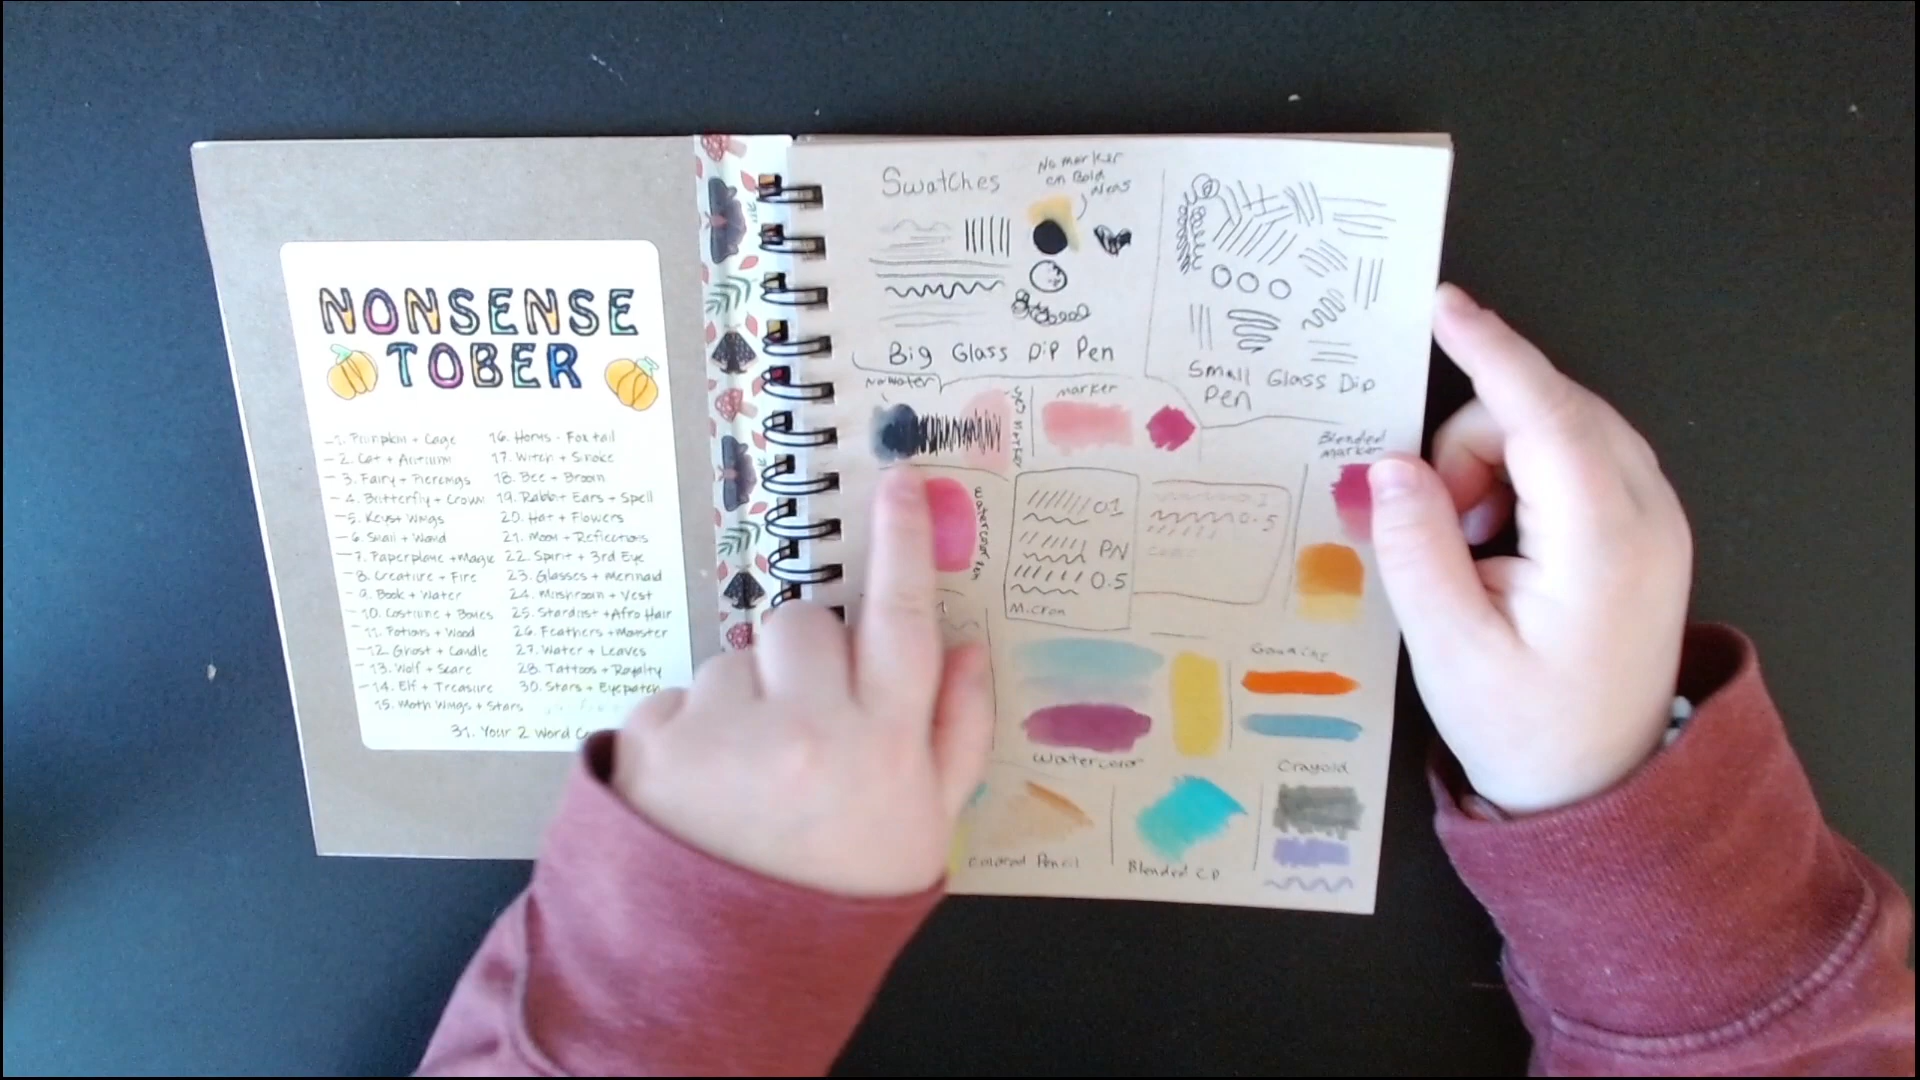 NONSENSE
TOBER
1. Pumpkin + Cage
2. Cat + Autumn
3. Fairy + Piercings
4. Butterfly + Crown
5. Keys + Wings
6. Snail + Wand
7. Paperplane + Magic
8. Creature + Fire
9. Book + Water
10. Costume + Bones
11. Potions + Wood
12. Ghost + Candle
13. Wolf + Scare
14. Elf + Treasure
15. Moth Wings + Stars
16. Horns - Fox tail
17. Witch + Smoke
18. Bee + Broom
19. Rabbit Ears + Spell
20. Hat + Flowers
21. Moon + Reflections
22. Spirit + 3rd Eye
23. Glasses + Mermaid
24. Mushroom + Vest
25. Stardust + Afro Hair
26. Feathers + Monster
27. Water + Leaves
28. Tattoos + Royalty
30. Stars + Eyepatch
31. Your 2 Word
Swatches
No marker
on Bold
areas
Big Glass Dip Pen
Small Glass Dip
Pen
No water
marker
Blended
marker
Watercolor
01
PN
0.5
Micron
0.5
Gouache
Watercolor
Crayola
Colored Pencil
Blended CP